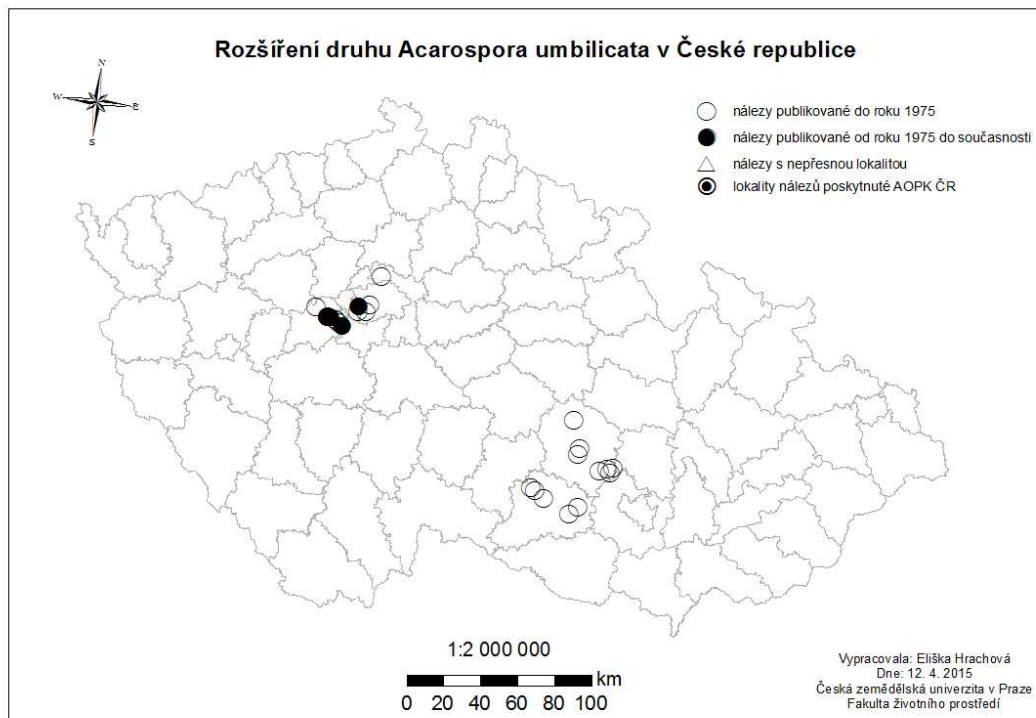 Rozšíření druhu Acarospora umbilicata v České republice
N
W
E
S
nálezy publikované do roku 1975
nálezy publikované od roku 1975 do současnosti
nálezy s nepřesnou lokalitou
lokality nálezů poskytnuté AOPK ČR
1:2 000 000
km
0 20 40 60 80 100
Vypracovala: Eliška Hrachová
Dne: 12. 4. 2015
Česká zemědělská univerzita v Praze
Fakulta životního prostředí